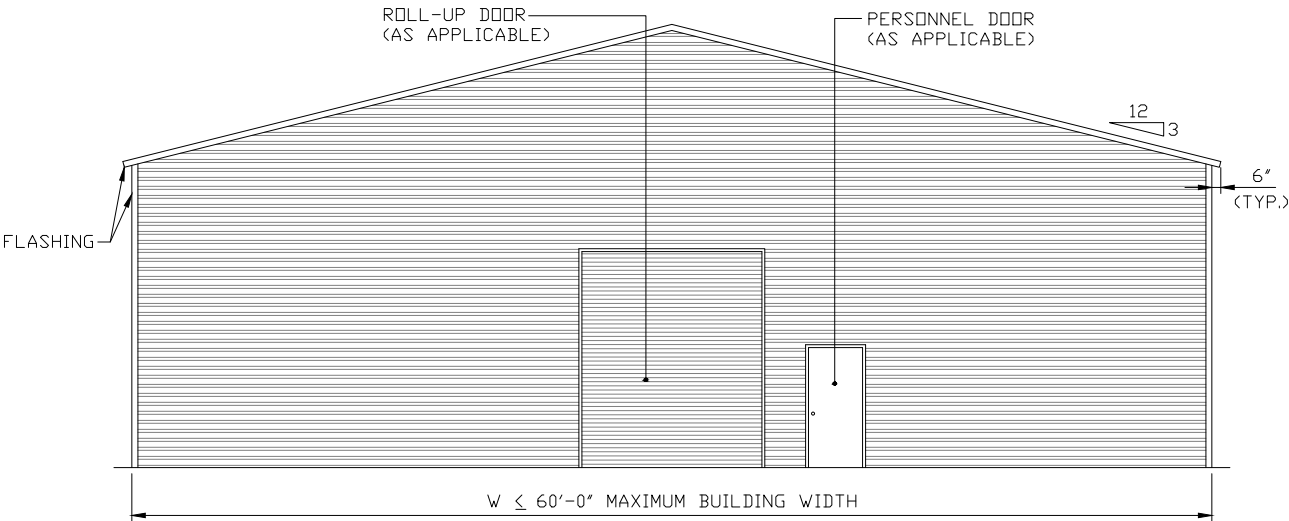 ROLL-UP DOOR
(AS APPLICABLE)
PERSONNEL DOOR
(AS APPLICABLE)
12
3
6"
(TYP.)
FLASHING
W ≤ 60'-0" MAXIMUM BUILDING WIDTH